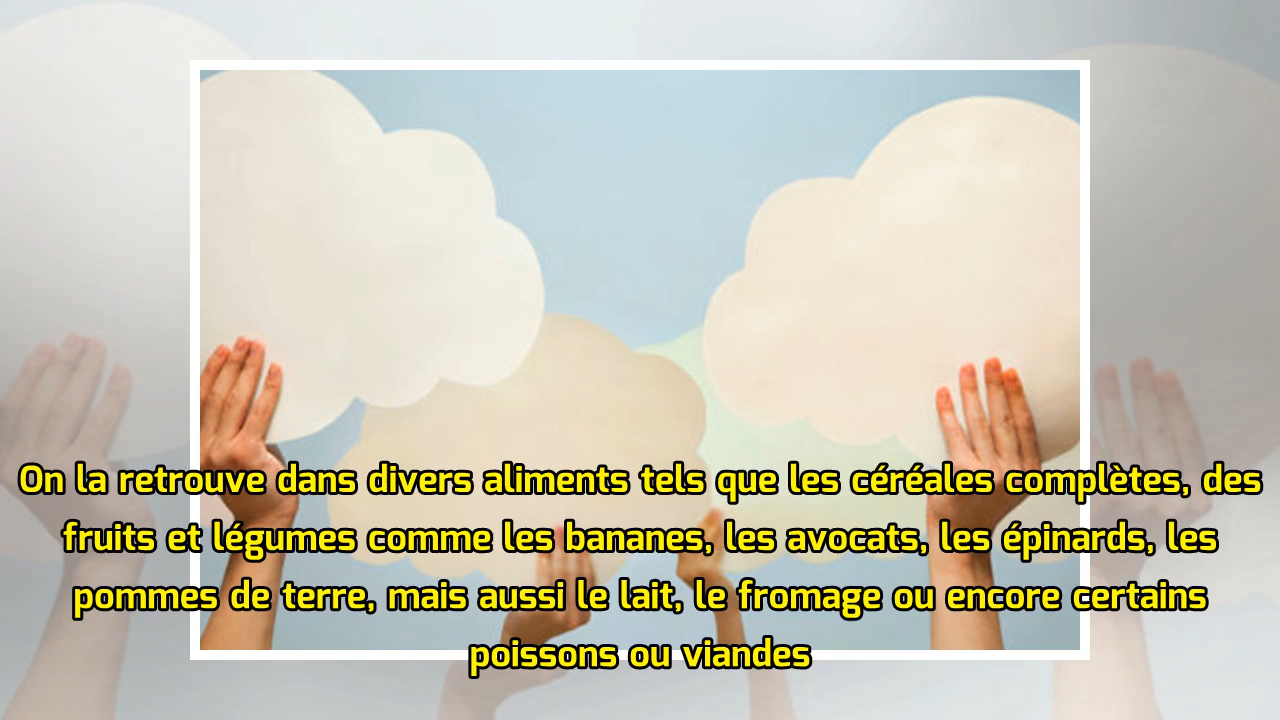 On la retrouve dans divers aliments tels que les céréales complètes, des
fruits et légumes comme les bananes, les avocats, les épinards, les
pommes de terre, mais aussi le lait, le fromage ou encore certains
poissons ou viandes